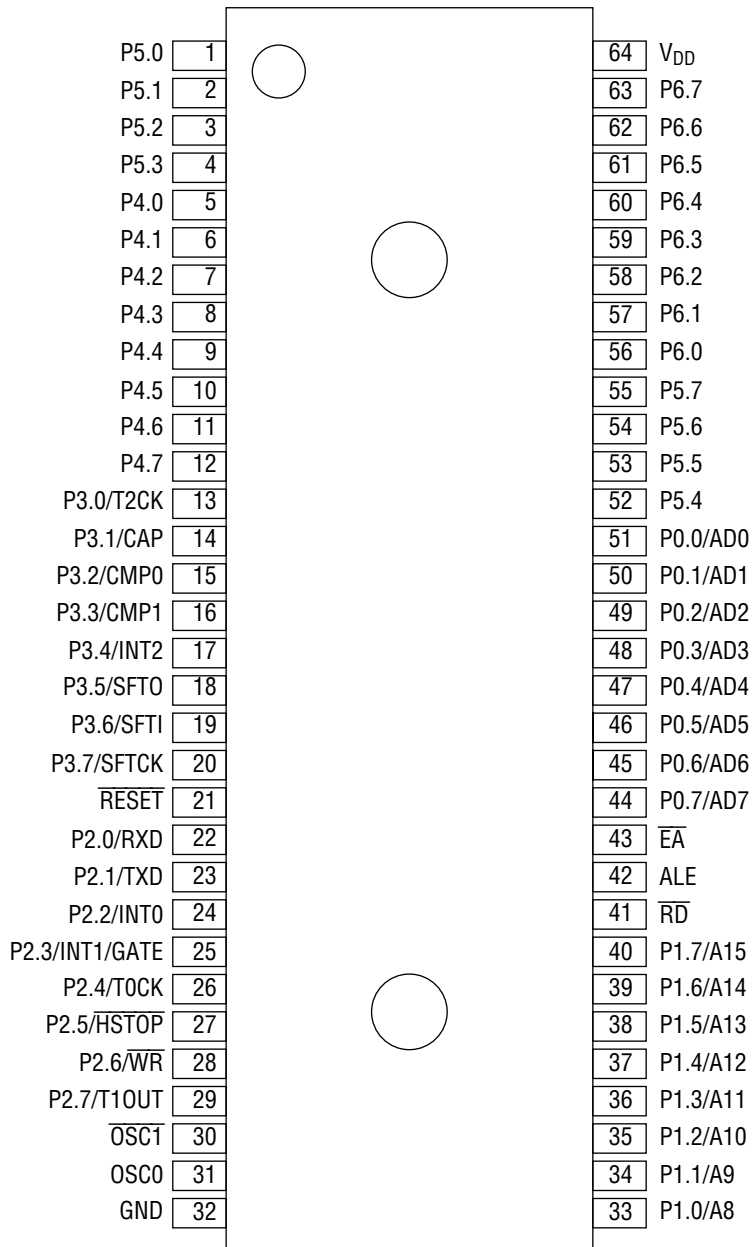 P5.0 1 64 VDD
P5.1 2 63 P6.7
P5.2 3 62 P6.6
P5.3 4 61 P6.5
P4.0 5 60 P6.4
P4.1 6 59 P6.3
P4.2 7 58 P6.2
P4.3 8 57 P6.1
P4.4 9 56 P6.0
P4.5 10 55 P5.7
P4.6 11 54 P5.6
P4.7 12 53 P5.5
P3.0/T2CK 13 52 P5.4
P3.1/CAP 14 51 P0.0/AD0
P3.2/CMP0 15 50 P0.1/AD1
P3.3/CMP1 16 49 P0.2/AD2
P3.4/INT2 17 48 P0.3/AD3
P3.5/SFTO 18 47 P0.4/AD4
P3.6/SFTI 19 46 P0.5/AD5
P3.7/SFTCK 20 45 P0.6/AD6
R̅E̅S̅E̅T̅ 21 44 P0.7/AD7
P2.0/RXD 22 43 E̅A̅
P2.1/TXD 23 42 ALE
P2.2/INT0 24 41 R̅D̅
P2.3/INT1/GATE 25 40 P1.7/A15
P2.4/T0CK 26 39 P1.6/A14
P2.5/H̅S̅T̅O̅P̅ 27 38 P1.5/A13
P2.6/W̅R̅ 28 37 P1.4/A12
P2.7/T1OUT 29 36 P1.3/A11
O̅S̅C̅1̅ 30 35 P1.2/A10
OSC0 31 34 P1.1/A9
GND 32 33 P1.0/A8